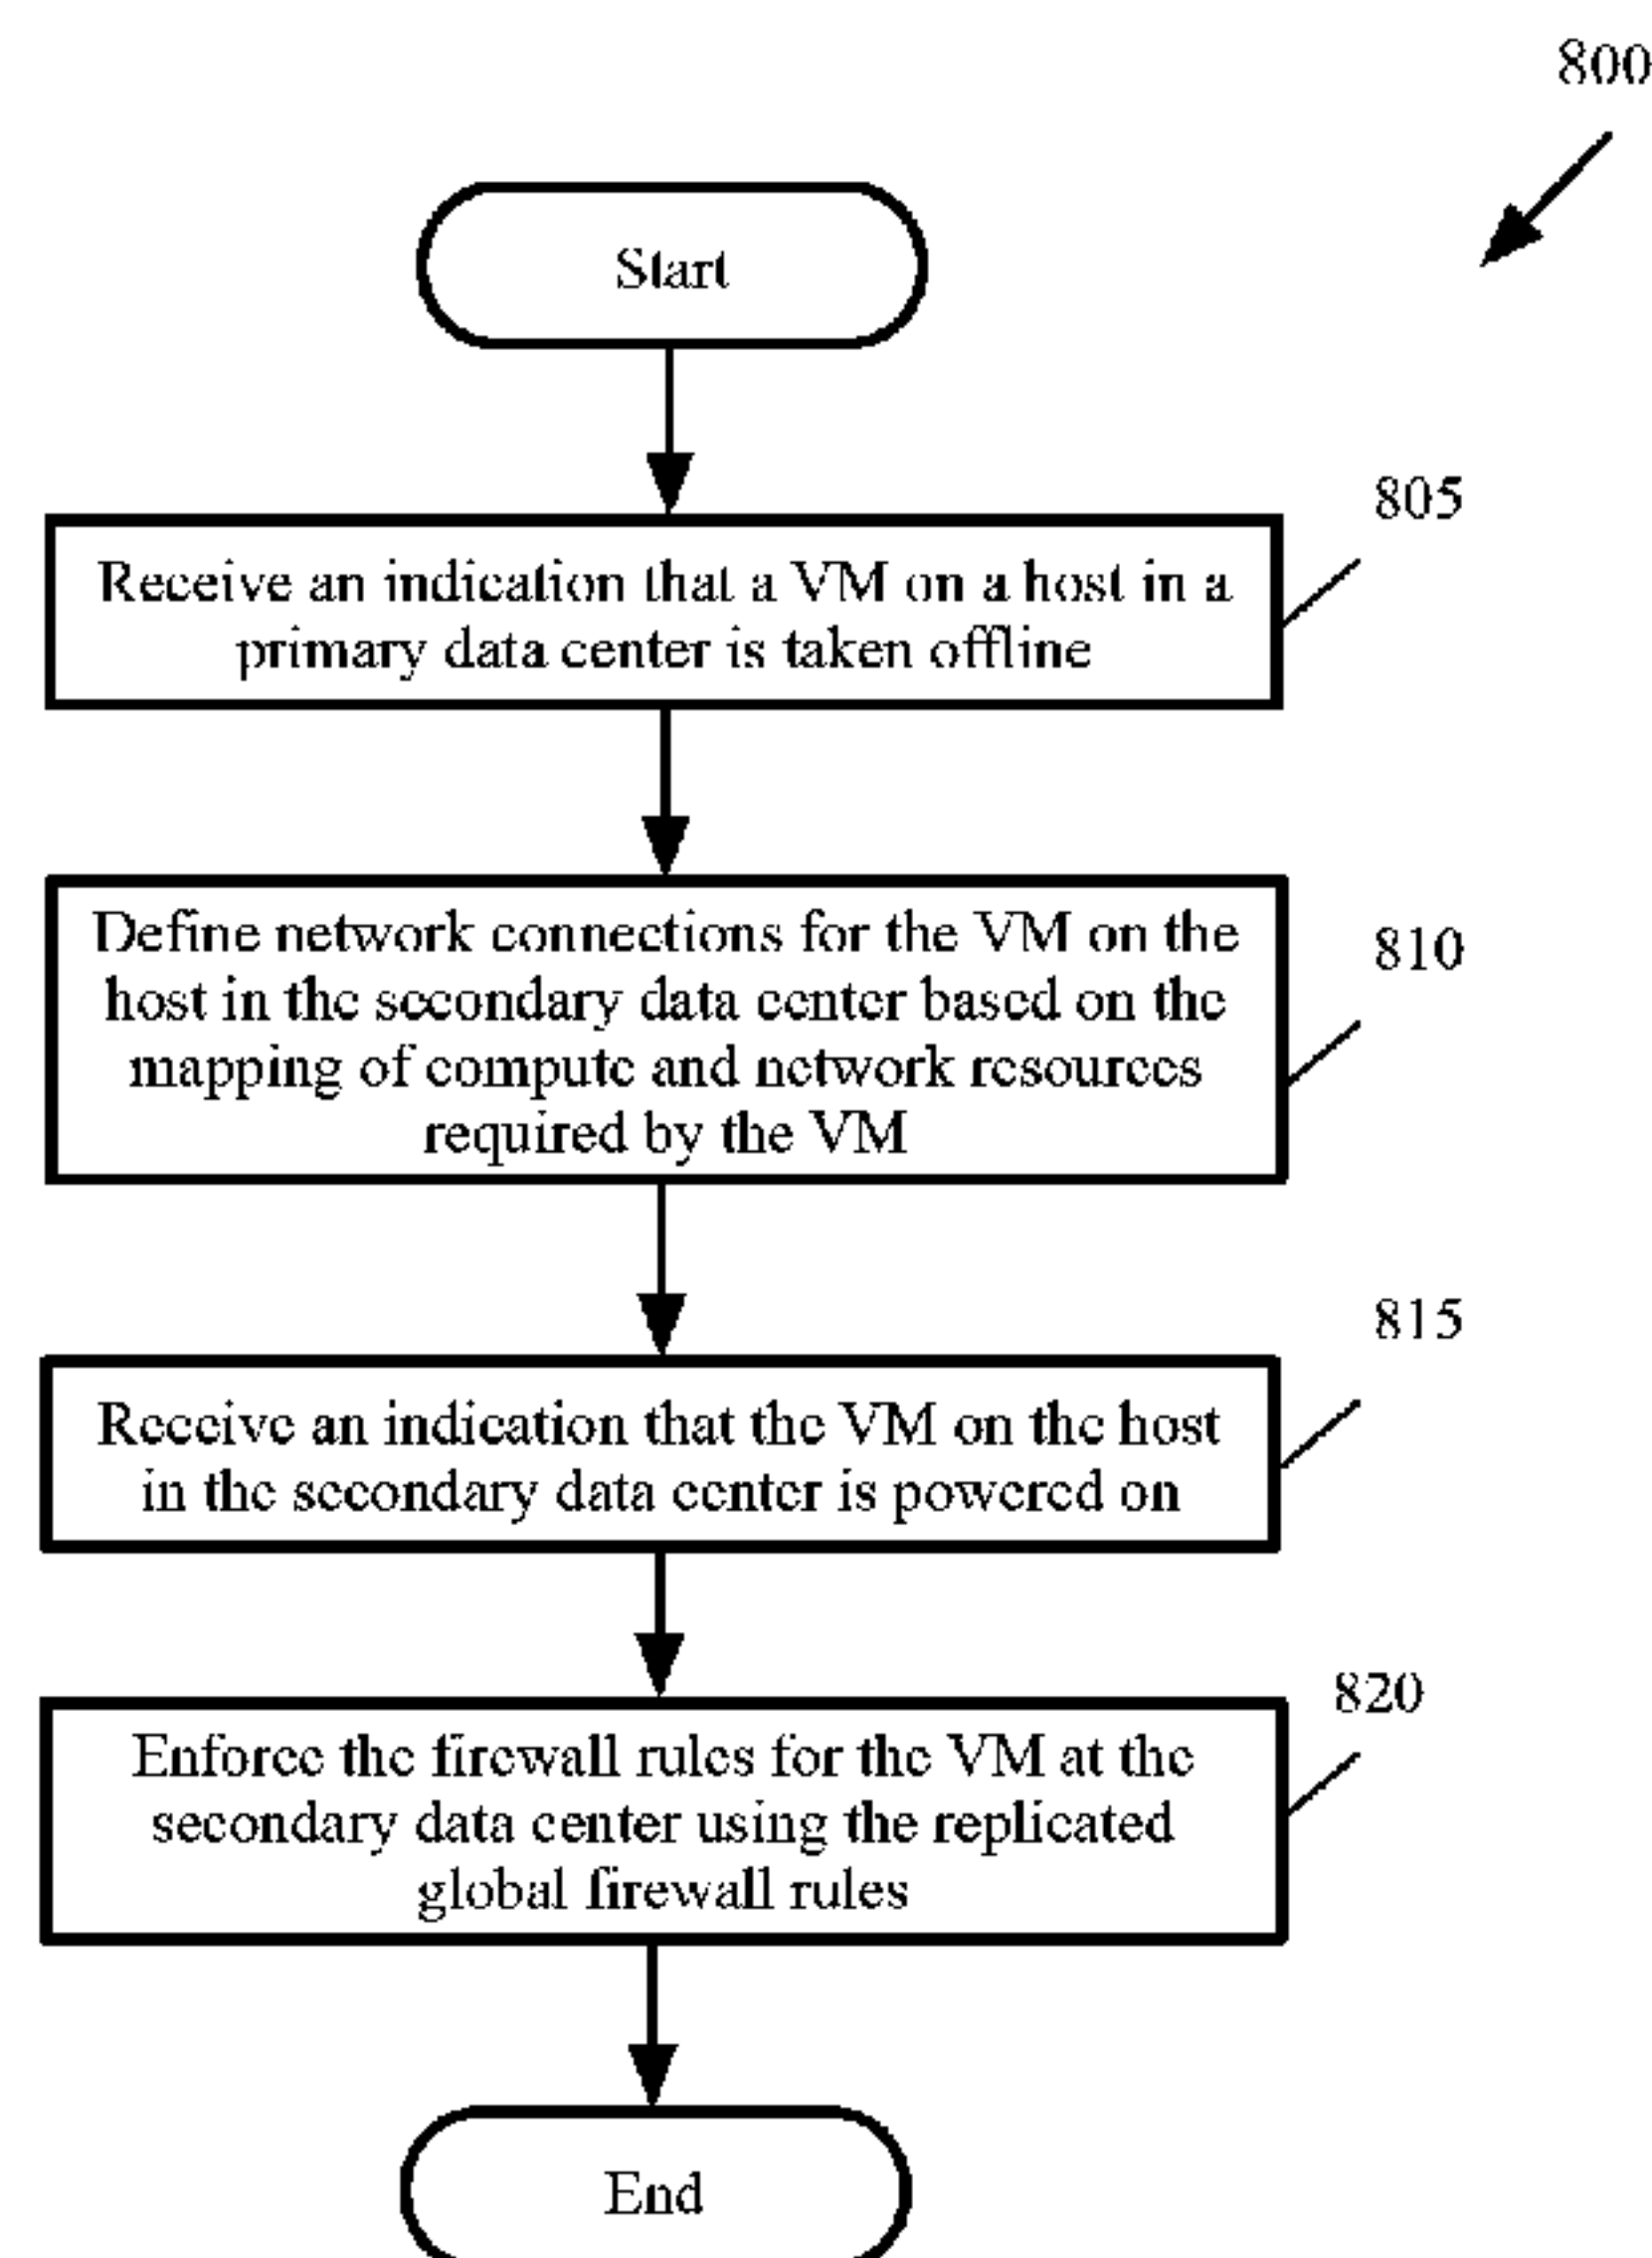 800
Start
805
Receive an indication that a VM on a host in a
primary data center is taken offline
Define network connections for the VM on the
host in the secondary data center based on the
mapping of compute and network resources
required by the VM
810
815
Receive an indication that the VM on the host
in the secondary data center is powered on
820
Enforce the firewall rules for the VM at the
secondary data center using the replicated
global firewall rules
End